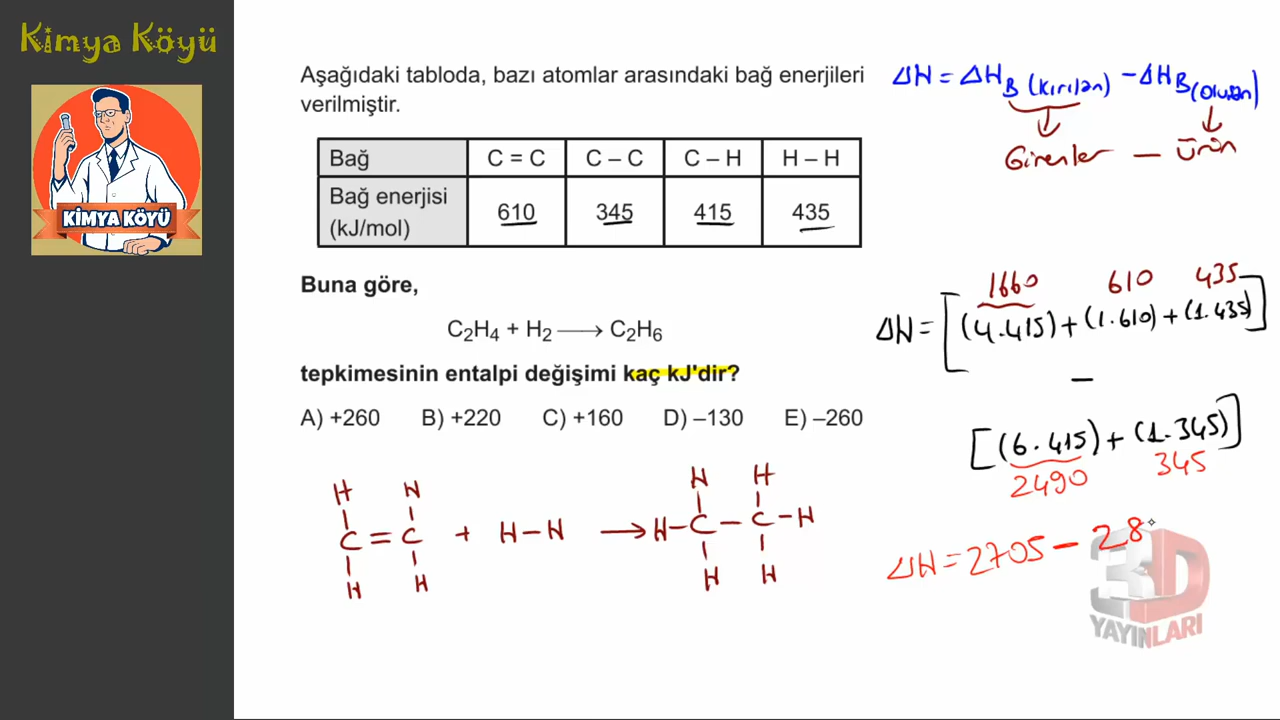 Kimya Köyü
KİMYA KÖYÜ
Aşağıdaki tabloda, bazı atomlar arasındaki bağ enerjileri
verilmiştir.
Bağ C = C C – C C – H H – H
Bağ enerjisi
(kJ/mol) 610 345 415 435
Buna göre,
C₂H₄ + H₂ ⟶ C₂H₆
tepkimesinin entalpi değişimi kaç kJ'dir?
A) +260 B) +220 C) +160 D) –130 E) –260
H H
C = C + H – H → H – C – C – H
H H
H H
H H
ΔH = ΔH_B (Kırılan) – ΔH_B (Oluşan)
Girenler – Ürün
1660 610 435
ΔH = [(4.415) + (1.610) + (1.435)]
–
[(6.415) + (1.345)]
2490 345
ΔH = 2705 – 28
3D
YAYINLARI